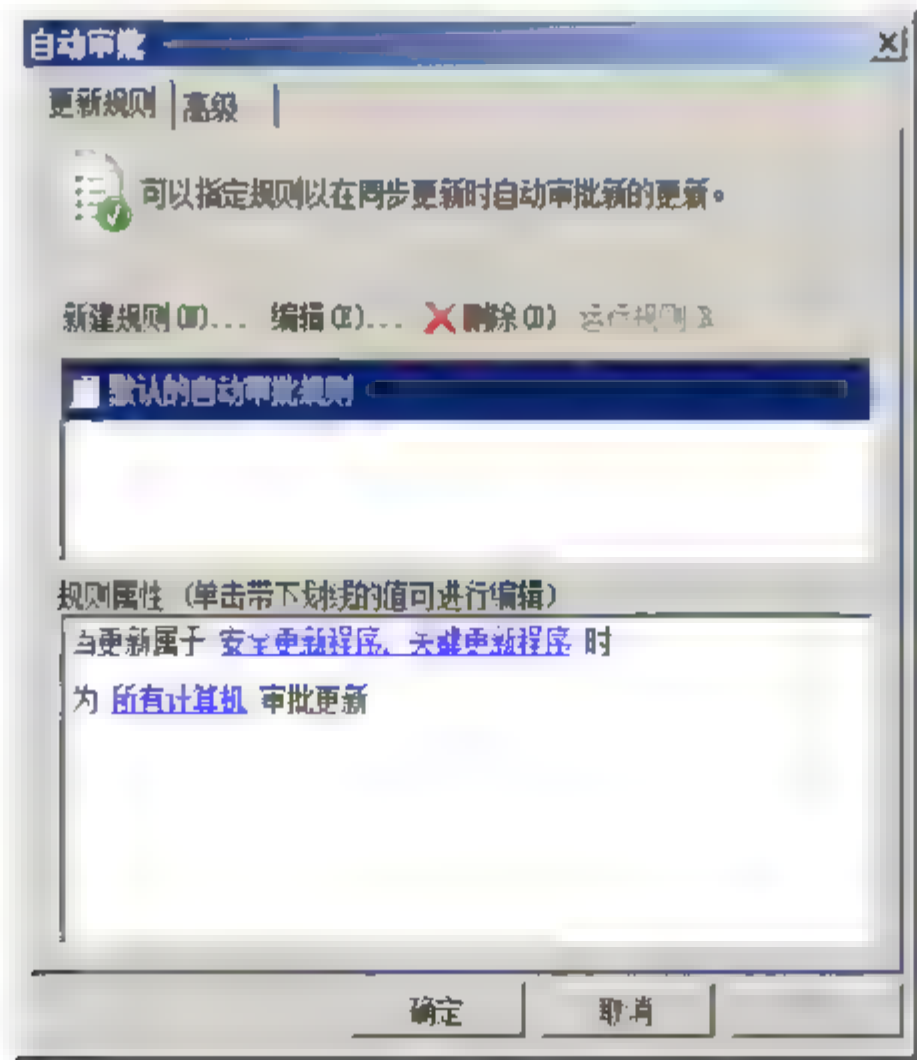 自动审批
更新规则 高级
可以指定规则以在同步更新时自动审批新的更新。
新建规则(N)... 编辑(E)... 删除(D) 运行规则
默认的自动审批规则
规则属性 (单击带下划线的值可进行编辑)
当更新属于 安全更新程序、关键更新程序 时
为 所有计算机 审批更新
确定 取消